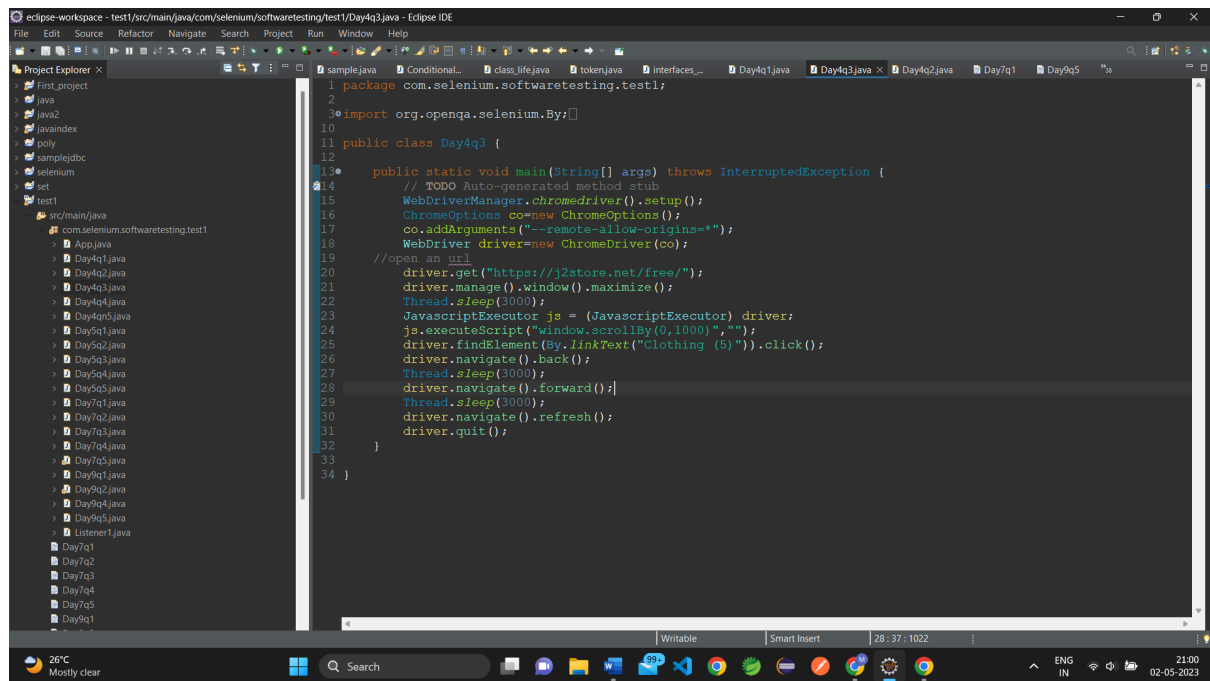 eclipse-workspace - test1/src/main/java/com/selenium/softwaretesting/test1/Day4q3.java - Eclipse IDE
File Edit Source Refactor Navigate Search Project Run Window Help
Project Explorer
sample.java Conditional... class_life.java token.java interfaces_... Day4q1.java Day4q3.java Day4q2.java Day7q1 Day9q5 »38
First_project
java
java2
javaindex
poly
samplejdbc
selenium
set
test1
src/main/java
com.selenium.softwaretesting.test1
App.java
Day4q1.java
Day4q2.java
Day4q3.java
Day4q4.java
Day4qn5.java
Day5q1.java
Day5q2.java
Day5q3.java
Day5q4.java
Day5q5.java
Day7q1.java
Day7q2.java
Day7q3.java
Day7q4.java
Day7q5.java
Day9q1.java
Day9q2.java
Day9q4.java
Day9q5.java
Listener1.java
Day7q1
Day7q2
Day7q3
Day7q4
Day7q5
Day9q1
1 package com.selenium.softwaretesting.test1;
2
3 import org.openqa.selenium.By;
10
11 public class Day4q3 {
12
13 public static void main(String[] args) throws InterruptedException {
14 // TODO Auto-generated method stub
15 WebDriverManager.chromedriver().setup();
16 ChromeOptions co=new ChromeOptions();
17 co.addArguments("--remote-allow-origins=*");
18 WebDriver driver=new ChromeDriver(co);
19 //open an url
20 driver.get("https://j2store.net/free/");
21 driver.manage().window().maximize();
22 Thread.sleep(3000);
23 JavascriptExecutor js = (JavascriptExecutor) driver;
24 js.executeScript("window.scrollBy(0,1000)","");
25 driver.findElement(By.linkText("Clothing (5)")).click();
26 driver.navigate().back();
27 Thread.sleep(3000);
28 driver.navigate().forward();
29 Thread.sleep(3000);
30 driver.navigate().refresh();
31 driver.quit();
32 }
33
34 }
Writable Smart Insert 28 : 37 : 1022
26°C
Mostly clear
Search
99+
ENG
IN
21:00
02-05-2023